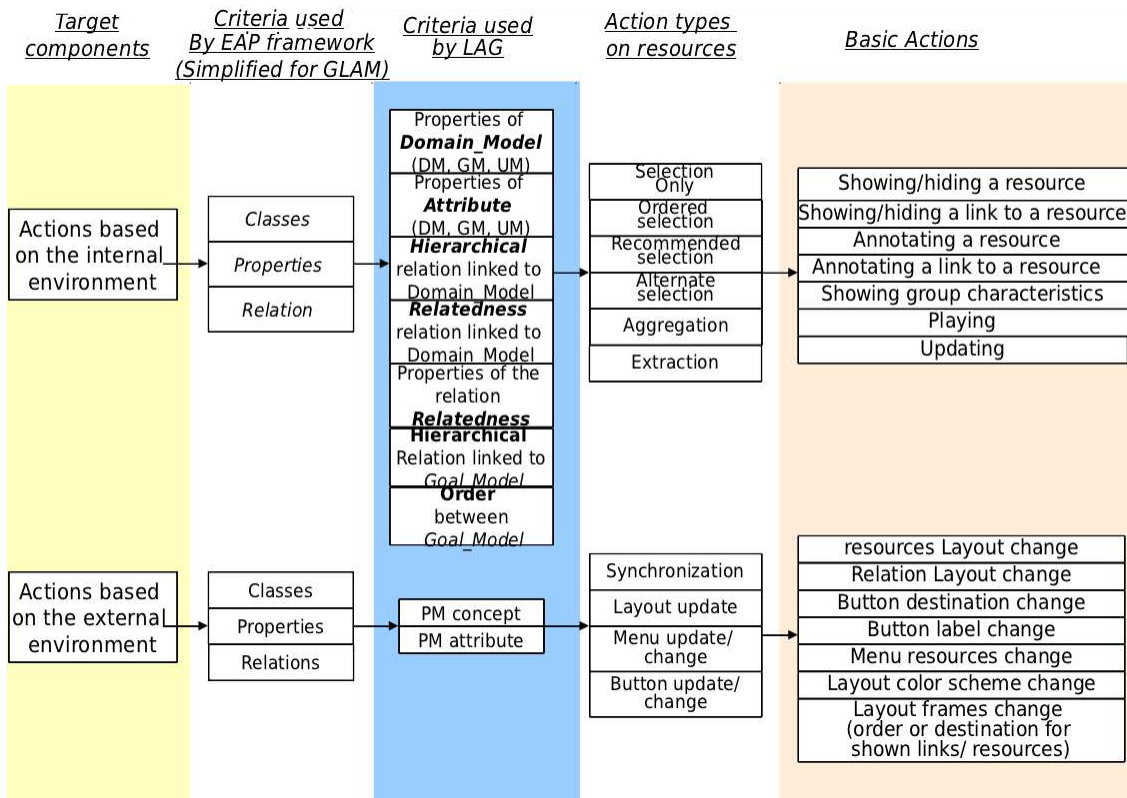 Target
components
Criteria used
By EAP framework
(Simplified for GLAM)
Criteria used
by LAG
Action types
on resources
Basic Actions
Actions based
on the internal
environment
Classes
Properties
Relation
Properties of
Domain_Model
(DM, GM, UM)
Properties of
Attribute
(DM, GM, UM)
Hierarchical
relation linked to
Domain_Model
Relatedness
relation linked to
Domain_Model
Properties of the
relation
Relatedness
Hierarchical
Relation linked to
Goal_Model
Order
between
Goal_Model
Selection
Only
Ordered
selection
Recommended
selection
Alternate
selection
Aggregation
Extraction
Showing/hiding a resource
Showing/hiding a link to a resource
Annotating a resource
Annotating a link to a resource
Showing group characteristics
Playing
Updating
Actions based
on the external
environment
Classes
Properties
Relations
PM concept
PM attribute
Synchronization
Layout update
Menu update/
change
Button update/
change
resources Layout change
Relation Layout change
Button destination change
Button label change
Menu resources change
Layout color scheme change
Layout frames change
(order or destination for
shown links/ resources)